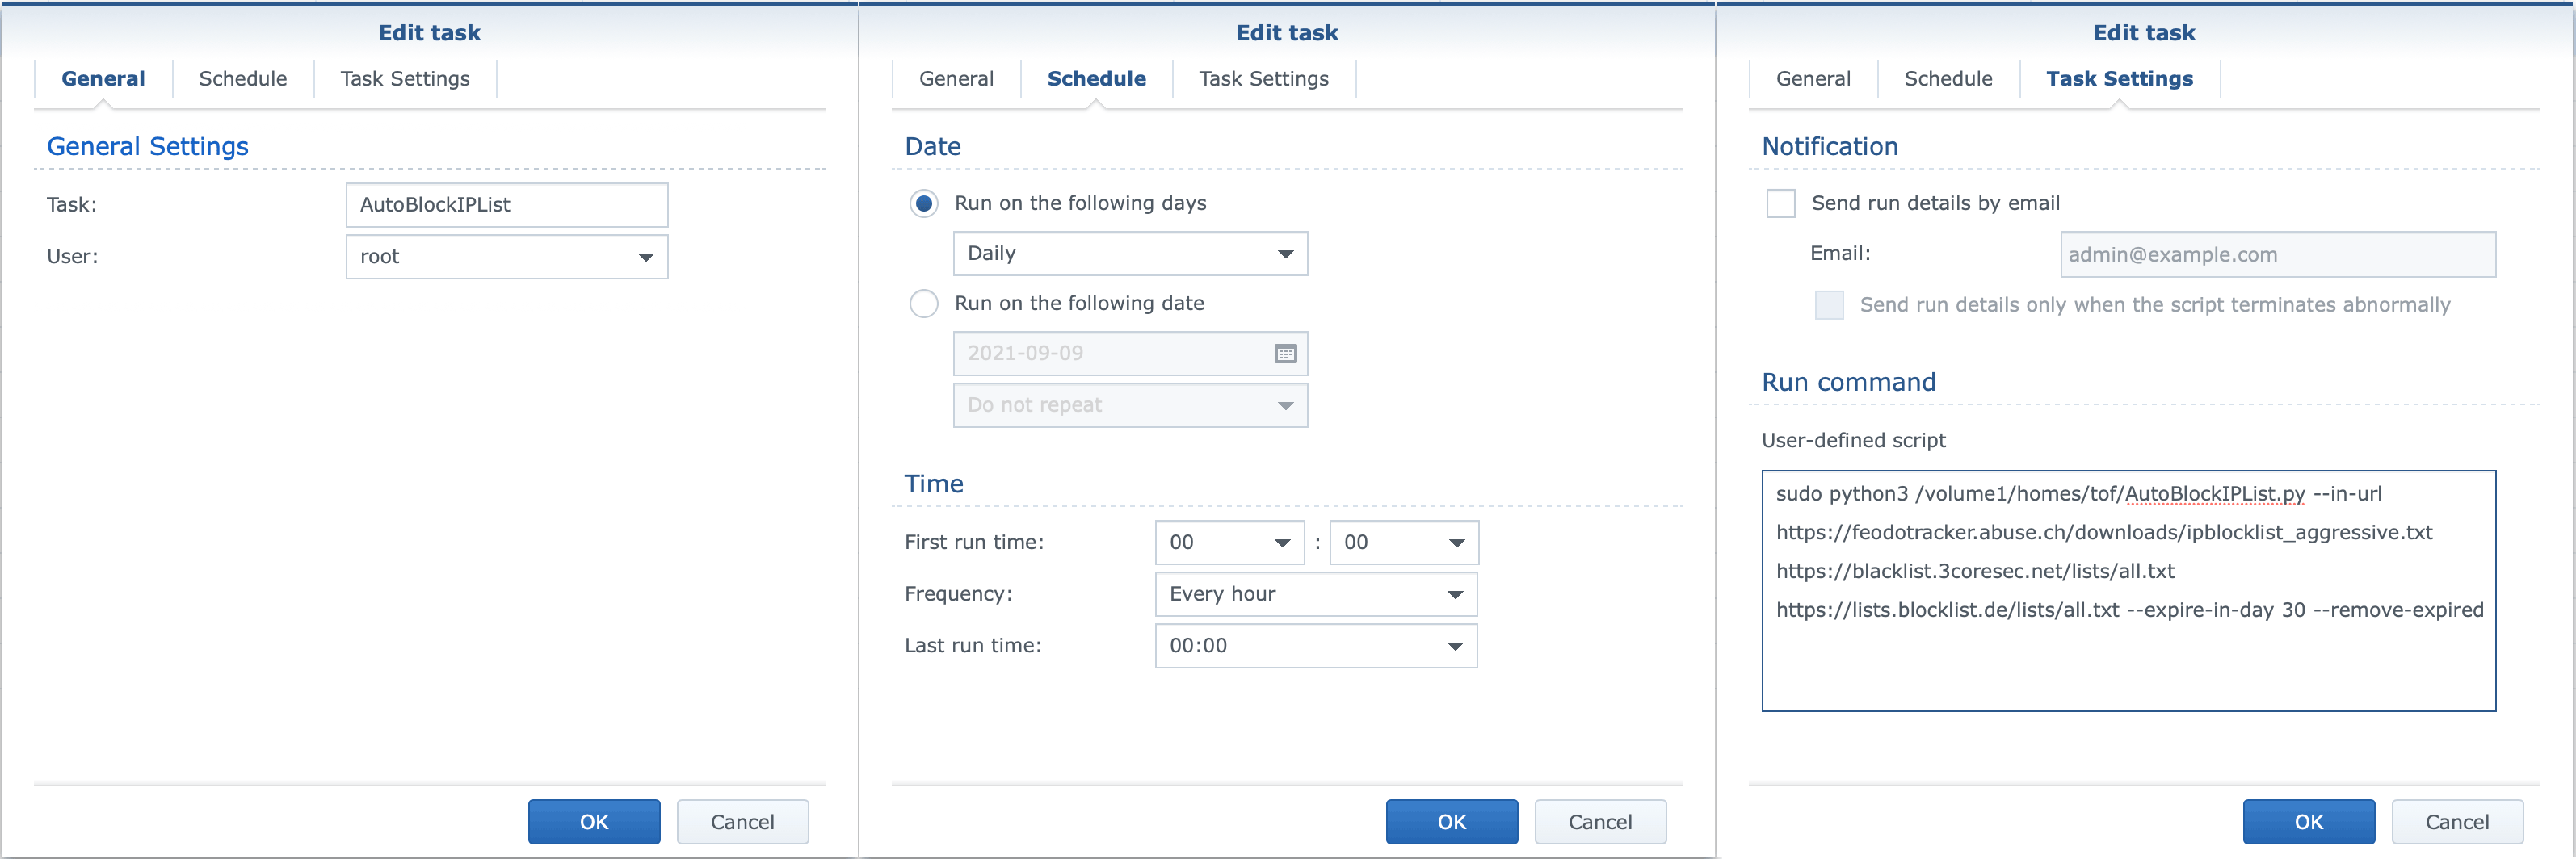 Edit task
General
Schedule
Task Settings
General Settings
Task:
AutoBlockIPList
User:
root
OK
Cancel
Edit task
General
Schedule
Task Settings
Date
Run on the following days
Daily
Run on the following date
2021-09-09
Do not repeat
Time
First run time:
00
:
00
Frequency:
Every hour
Last run time:
00:00
OK
Cancel
Edit task
General
Schedule
Task Settings
Notification
Send run details by email
Email:
admin@example.com
Send run details only when the script terminates abnormally
Run command
User-defined script
sudo python3 /volume1/homes/tof/AutoBlockIPList.py --in-url
https://feodotracker.abuse.ch/downloads/ipblocklist_aggressive.txt
https://blacklist.3coresec.net/lists/all.txt
https://lists.blocklist.de/lists/all.txt --expire-in-day 30 --remove-expired
OK
Cancel